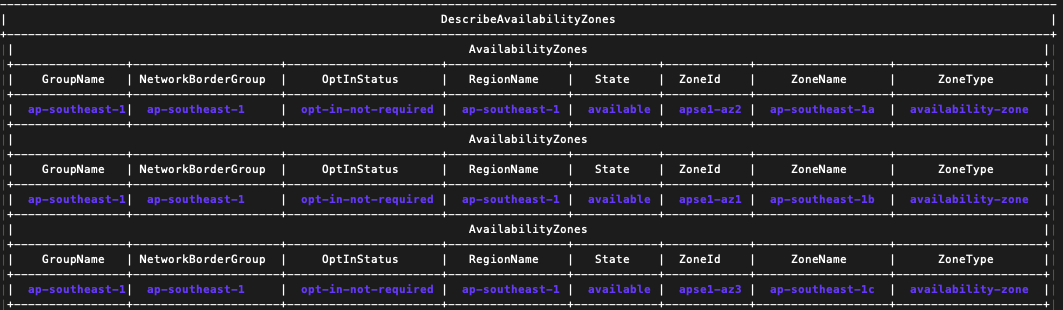 DescribeAvailabilityZones
AvailabilityZones
GroupName | NetworkBorderGroup | OptInStatus | RegionName | State | ZoneId | ZoneName | ZoneType
ap-southeast-1 | ap-southeast-1 | opt-in-not-required | ap-southeast-1 | available | apse1-az2 | ap-southeast-1a | availability-zone
AvailabilityZones
GroupName | NetworkBorderGroup | OptInStatus | RegionName | State | ZoneId | ZoneName | ZoneType
ap-southeast-1 | ap-southeast-1 | opt-in-not-required | ap-southeast-1 | available | apse1-az1 | ap-southeast-1b | availability-zone
AvailabilityZones
GroupName | NetworkBorderGroup | OptInStatus | RegionName | State | ZoneId | ZoneName | ZoneType
ap-southeast-1 | ap-southeast-1 | opt-in-not-required | ap-southeast-1 | available | apse1-az3 | ap-southeast-1c | availability-zone